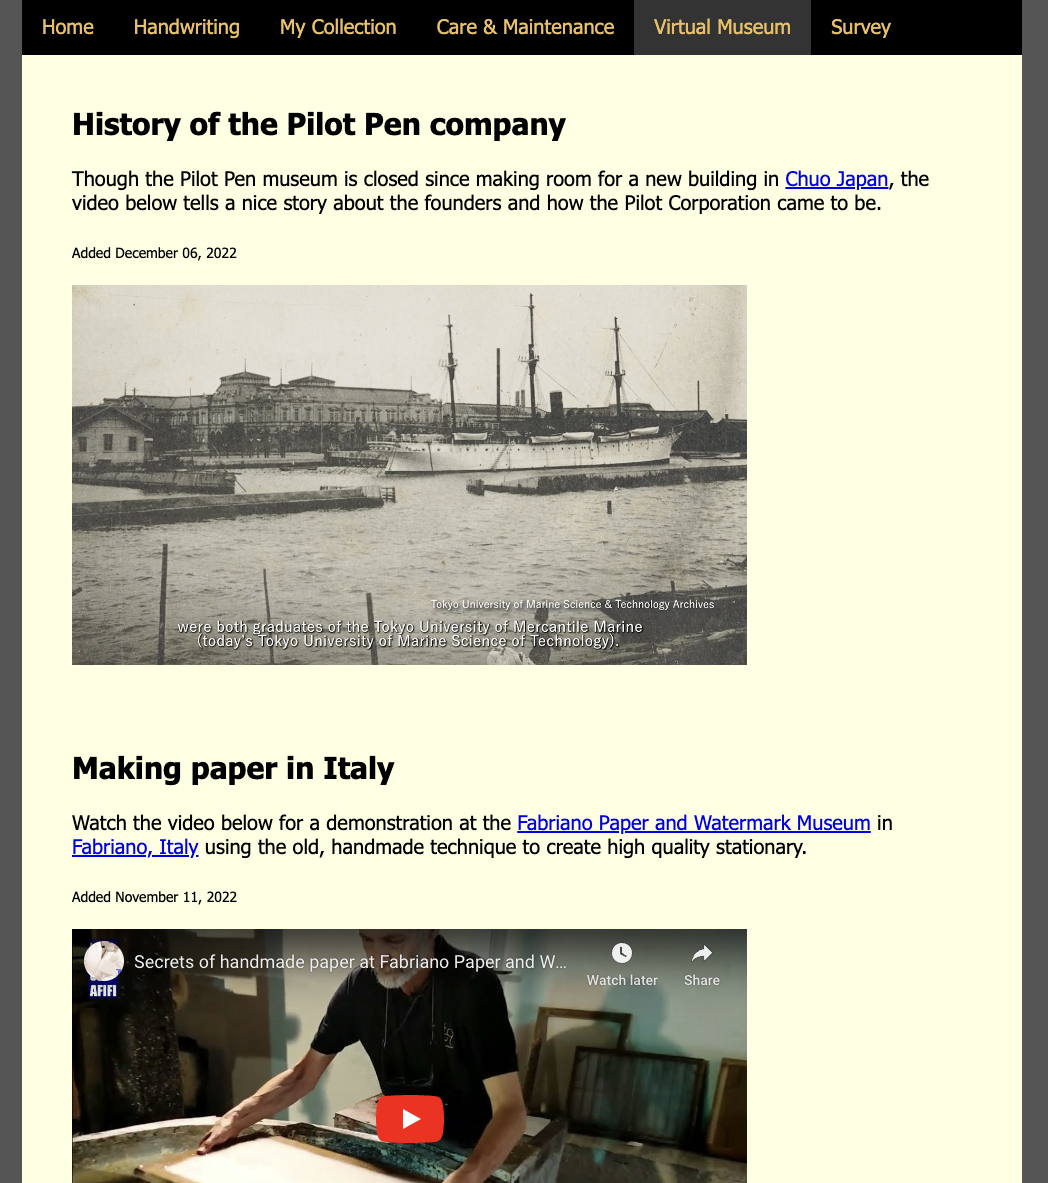 Home Handwriting My Collection Care & Maintenance Virtual Museum Survey
History of the Pilot Pen company
Though the Pilot Pen museum is closed since making room for a new building in Chuo Japan, the
video below tells a nice story about the founders and how the Pilot Corporation came to be.
Added December 06, 2022
Tokyo University of Marine Science & Technology Archives
were both graduates of the Tokyo University of Mercantile Marine
(today's Tokyo University of Marine Science of Technology).
Making paper in Italy
Watch the video below for a demonstration at the Fabriano Paper and Watermark Museum in
Fabriano, Italy using the old, handmade technique to create high quality stationary.
Added November 11, 2022
Secrets of handmade paper at Fabriano Paper and W...
Watch later Share
AFIFI